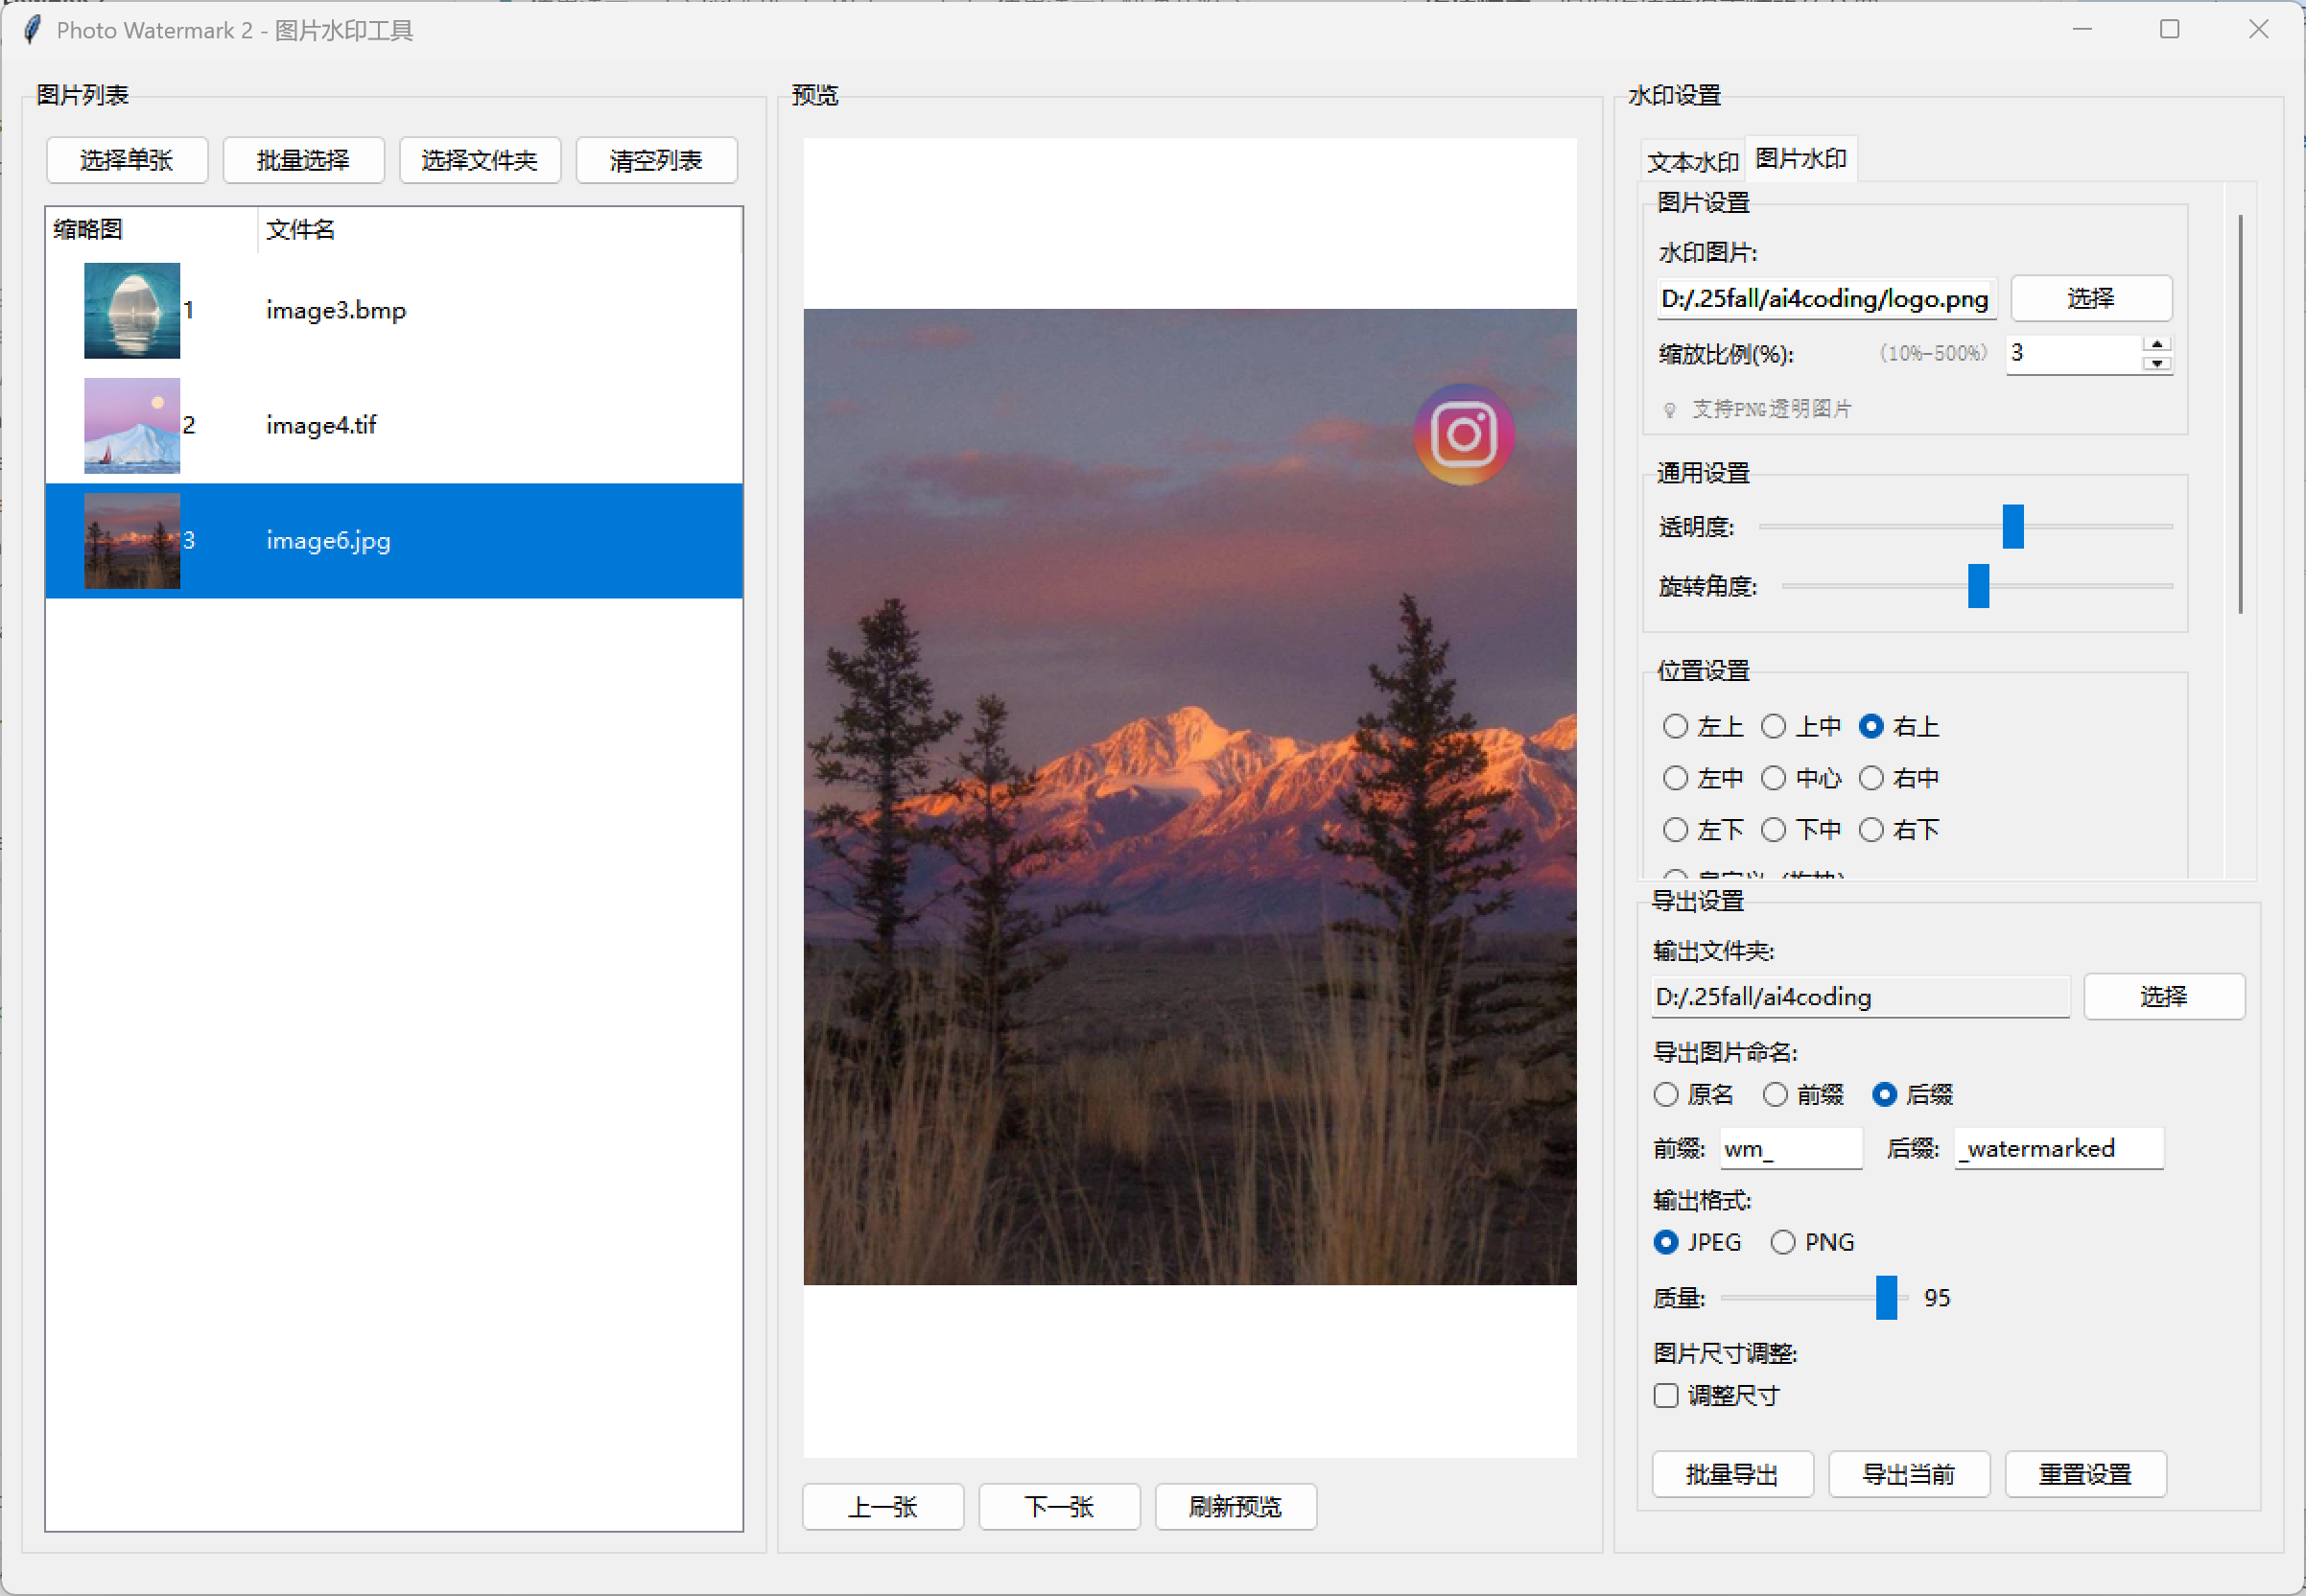 Photo Watermark 2 - 图片水印工具
图片列表
选择单张 批量选择 选择文件夹 清空列表
缩略图 文件名
1 image3.bmp
2 image4.tif
3 image6.jpg
预览
上一张 下一张 刷新预览
水印设置
文本水印 图片水印
图片设置
水印图片:
D:/.25fall/ai4coding/logo.png 选择
缩放比例(%): (10%-500%) 3
支持PNG透明图片
通用设置
透明度:
旋转角度:
位置设置
左上 上中 右上
左中 中心 右中
左下 下中 右下
导出设置
输出文件夹:
D:/.25fall/ai4coding 选择
导出图片命名:
原名 前缀 后缀
前缀: wm_ 后缀: _watermarked
输出格式:
JPEG PNG
质量: 95
图片尺寸调整:
调整尺寸
批量导出 导出当前 重置设置